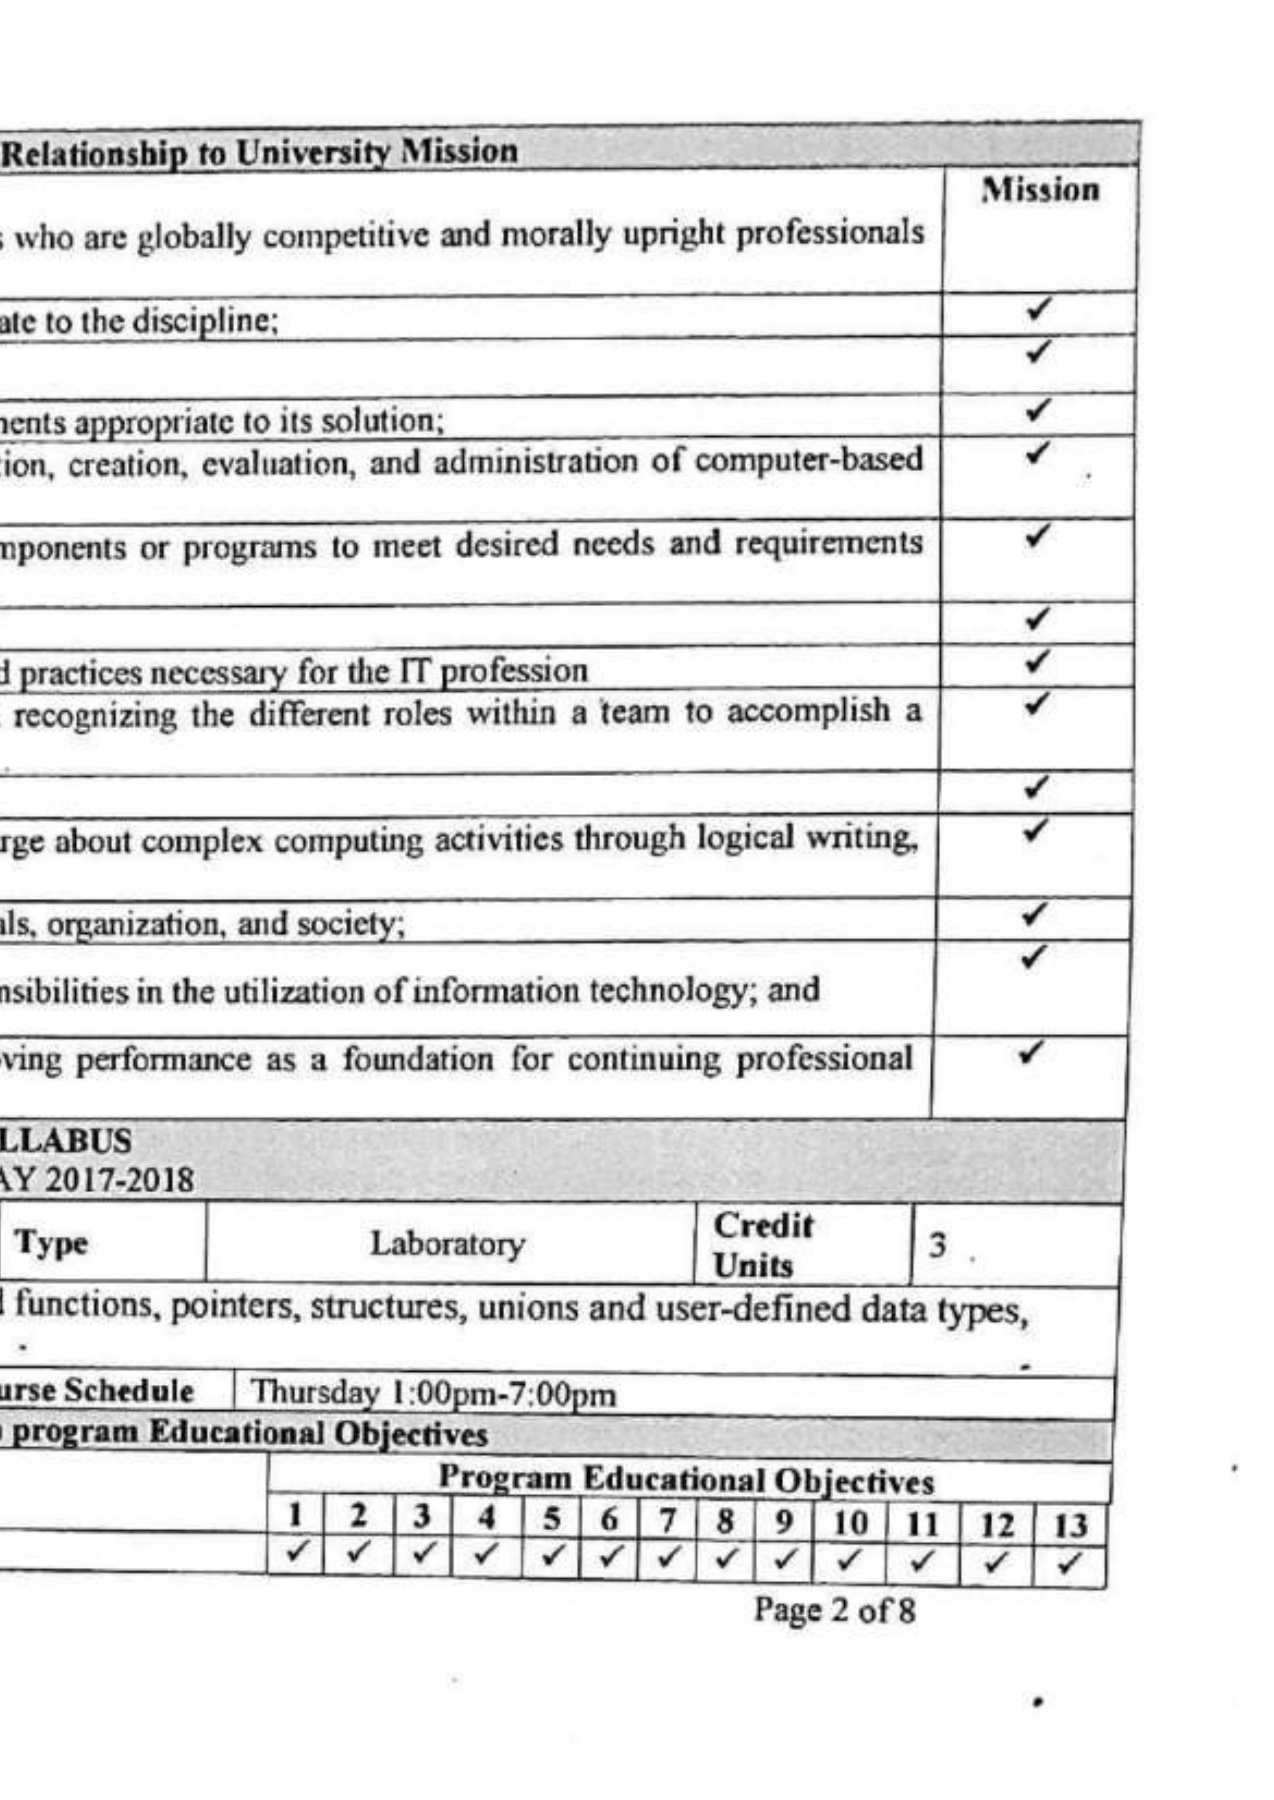 Relationship to University Mission
Mission
who are globally competitive and morally upright professionals
✓
ate to the discipline;
✓
✓
nents appropriate to its solution;
✓
ion, creation, evaluation, and administration of computer-based
✓
mponents or programs to meet desired needs and requirements
✓
✓
d practices necessary for the IT profession
✓
recognizing the different roles within a team to accomplish a
✓
✓
rge about complex computing activities through logical writing,
✓
als, organization, and society;
✓
nsibilities in the utilization of information technology; and
✓
ving performance as a foundation for continuing professional
✓
LLABUS
AY 2017-2018
Type Laboratory Credit Units 3
functions, pointers, structures, unions and user-defined data types,
urse Schedule Thursday 1:00pm-7:00pm
program Educational Objectives
Program Educational Objectives
1 2 3 4 5 6 7 8 9 10 11 12 13
✓ ✓ ✓ ✓ ✓ ✓ ✓ ✓ ✓ ✓ ✓ ✓ ✓
Page 2 of 8